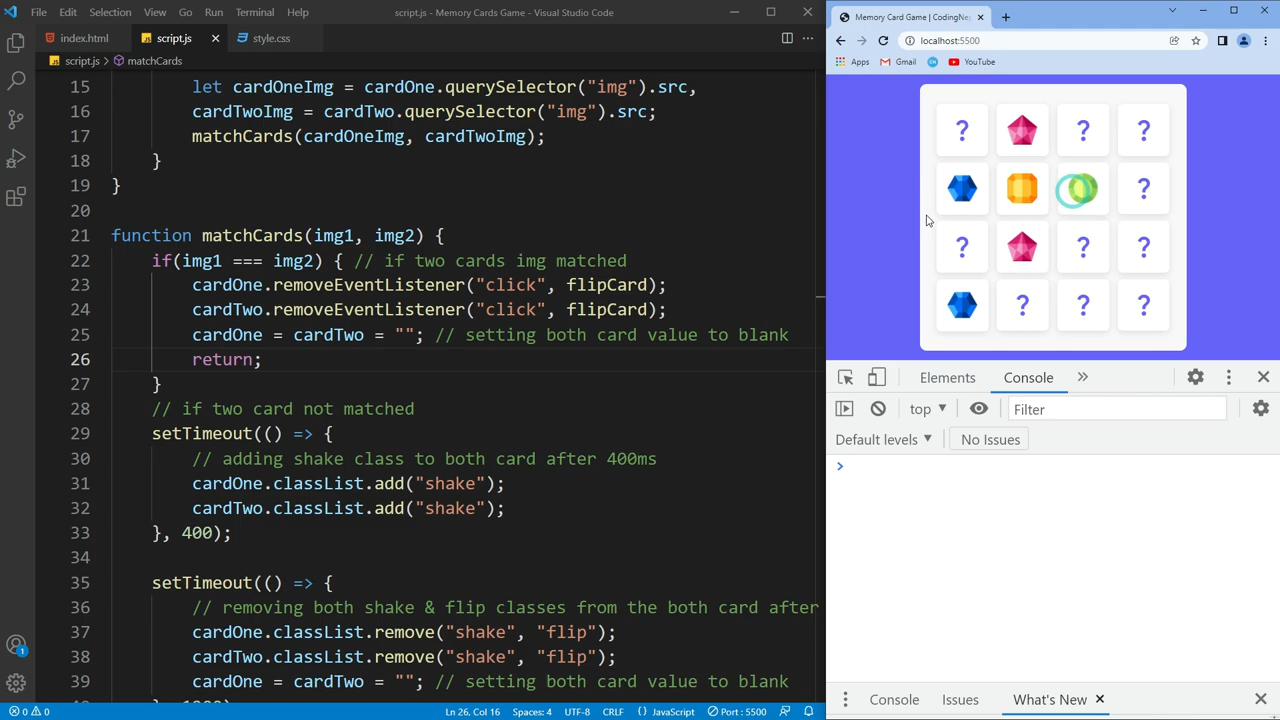 File Edit Selection View Go Run Terminal Help
script.js - Memory Cards Game - Visual Studio Code
index.html
script.js
style.css
script.js
matchCards
15 let cardOneImg = cardOne.querySelector("img").src,
16 cardTwoImg = cardTwo.querySelector("img").src;
17 matchCards(cardOneImg, cardTwoImg);
18 }
19 }
20
21 function matchCards(img1, img2) {
22 if(img1 === img2) { // if two cards img matched
23 cardOne.removeEventListener("click", flipCard);
24 cardTwo.removeEventListener("click", flipCard);
25 cardOne = cardTwo = ""; // setting both card value to blank
26 return;
27 }
28 // if two card not matched
29 setTimeout(() => {
30 // adding shake class to both card after 400ms
31 cardOne.classList.add("shake");
32 cardTwo.classList.add("shake");
33 }, 400);
34
35 setTimeout(() => {
36 // removing both shake & flip classes from the both card after
37 cardOne.classList.remove("shake", "flip");
38 cardTwo.classList.remove("shake", "flip");
39 cardOne = cardTwo = ""; // setting both card value to blank
1
0 0
Ln 26, Col 16
Spaces: 4
UTF-8
CRLF
JavaScript
Port : 5500
Memory Card Game | CodingNe
localhost:5500
Apps
Gmail
YouTube
? ? ?
?
? ? ?
? ? ?
Elements
Console
top
Filter
Default levels
No Issues
Console
Issues
What's New